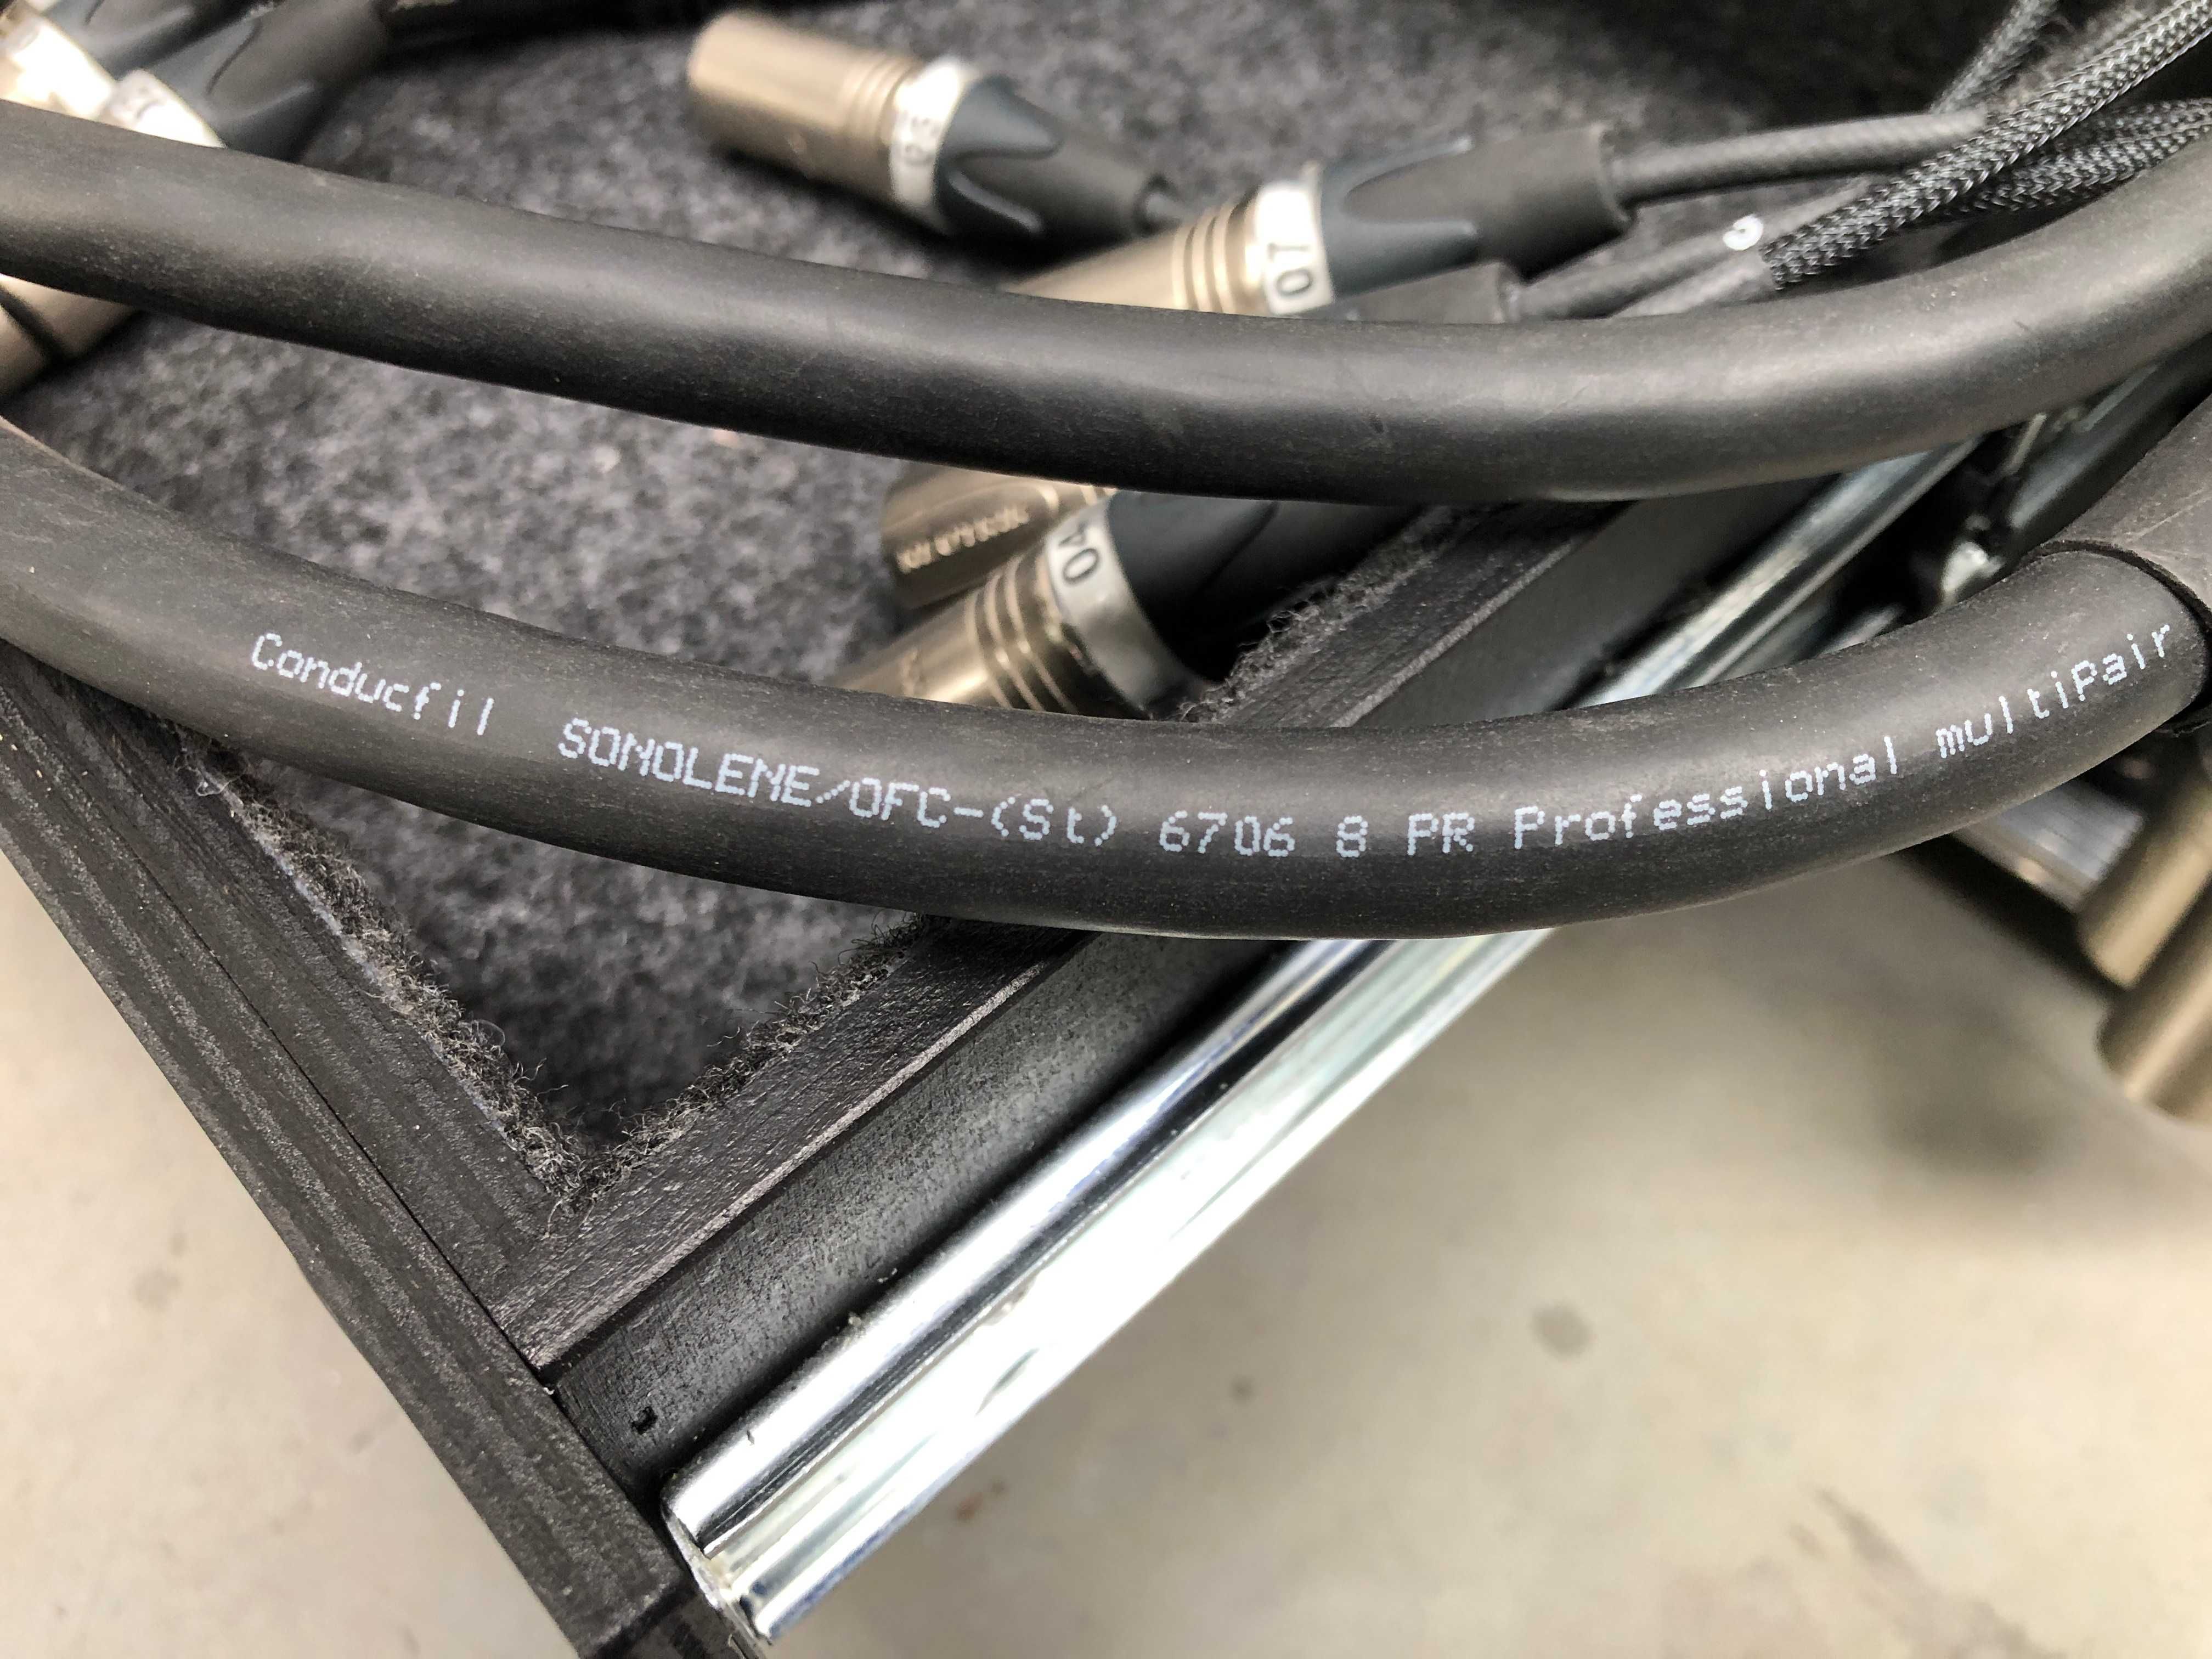 07
04
Conducfil SONOLENE/OFC-(St) 6706 8 PR Professional multiPair